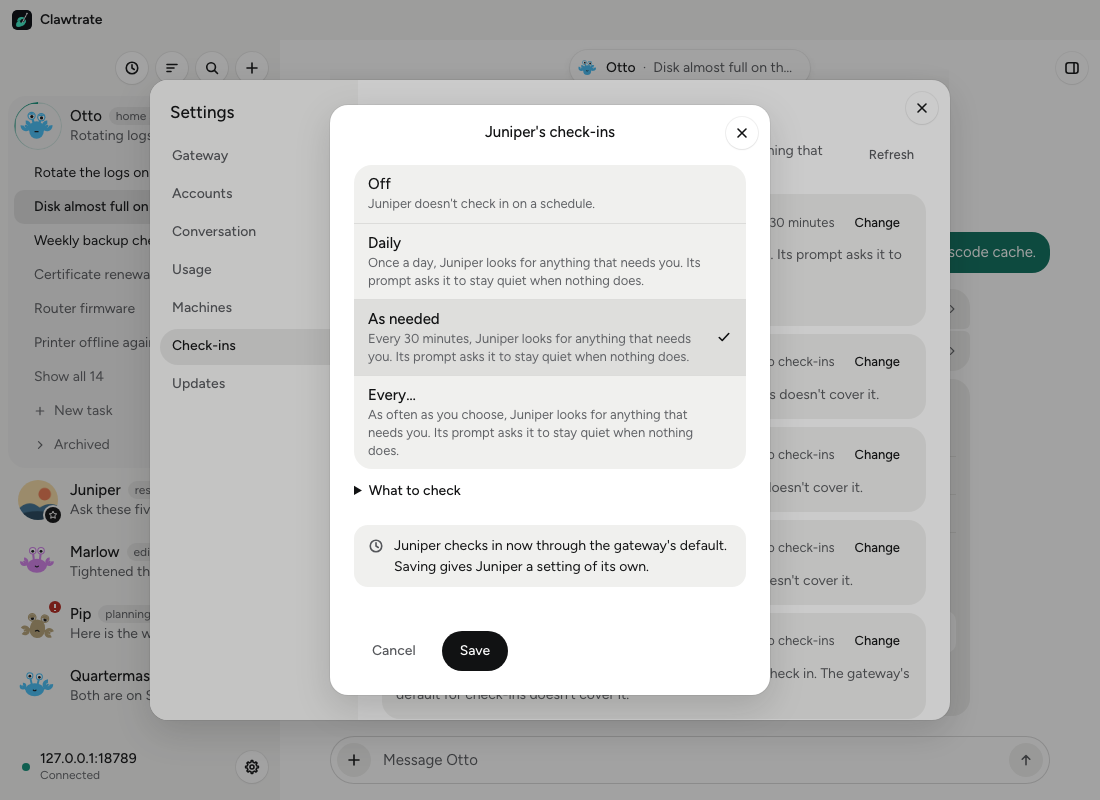 Clawtrate
Otto · Disk almost full on th...
Otto home
Rotating logs
Rotate the logs on
Disk almost full on
Weekly backup che
Certificate renewa
Router firmware
Printer offline again
Show all 14
New task
Archived
Juniper res
Ask these fiv
Marlow edi
Tightened th
Pip planning
Here is the w
Quartermas
Both are on S
127.0.0.1:18789
Connected
Settings
Gateway
Accounts
Conversation
Usage
Machines
Check-ins
Updates
Juniper's check-ins
Off
Juniper doesn't check in on a schedule.
Daily
Once a day, Juniper looks for anything that needs you. Its
prompt asks it to stay quiet when nothing does.
As needed
Every 30 minutes, Juniper looks for anything that needs
you. Its prompt asks it to stay quiet when nothing does.
Every...
As often as you choose, Juniper looks for anything that
needs you. Its prompt asks it to stay quiet when nothing
does.
What to check
Juniper checks in now through the gateway's default.
Saving gives Juniper a setting of its own.
Cancel
Save
hing that
Refresh
30 minutes Change
. Its prompt asks it to
check-ins Change
s doesn't cover it.
check-ins Change
doesn't cover it.
check-ins Change
esn't cover it.
check-ins Change
heck in. The gateway's
default for check-ins doesn't cover it.
scode cache.
Message Otto